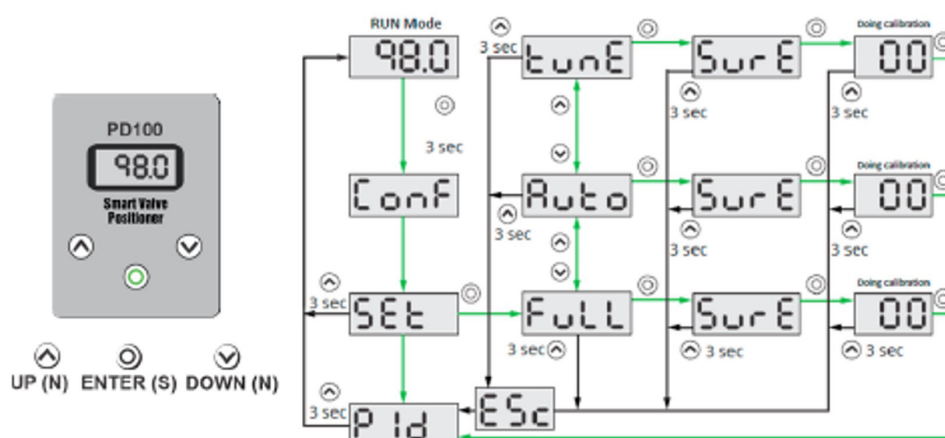 PD100
98.0
Smart Valve
Positioner
UP (N) ENTER (S) DOWN (N)
RUN Mode
98.0
3 sec
ConF
3 sec
SEt
3 sec
PId
3 sec
tunE
SurE
3 sec
Doing calibration
00
3 sec
Auto
3 sec
SurE
3 sec
Doing calibration
00
3 sec
FuLL
3 sec
SurE
3 sec
Doing calibration
00
3 sec
ESc